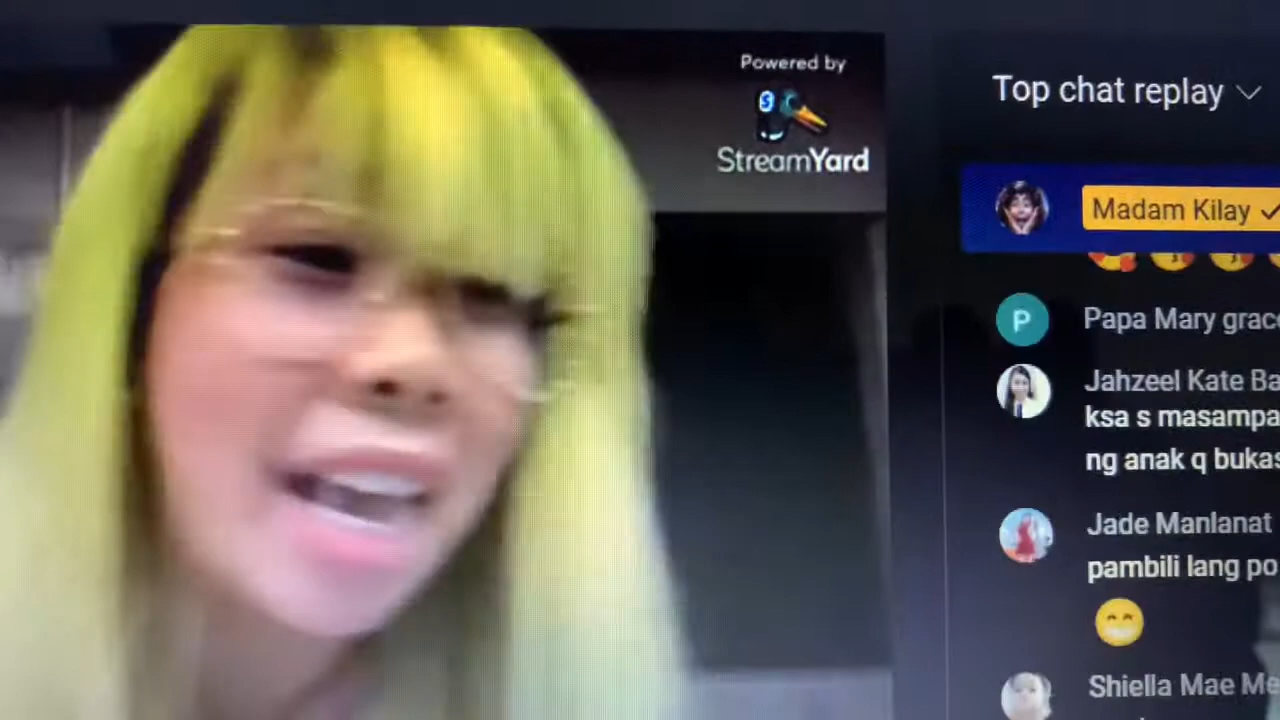 Powered by
StreamYard
Top chat replay
Madam Kilay
P
Papa Mary grac
Jahzeel Kate Ba
ksa s masampa
ng anak q bukas
Jade Manlanat
pambili lang po
Shiella Mae Me